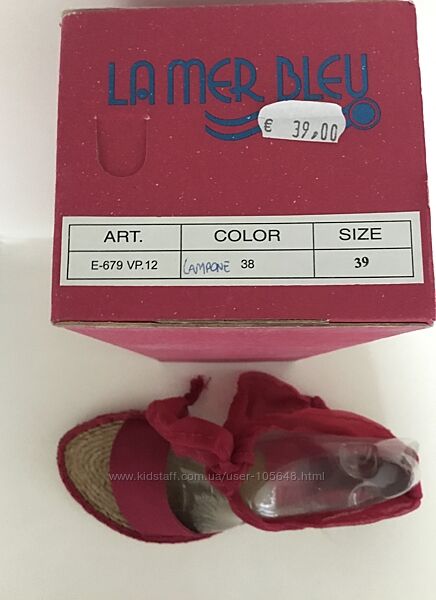 LA MER BLEU
€ 39,00
ART. COLOR SIZE
E-679 VP.12 LAMPONE 38 39
www.kidstaff.com.ua/user-105648.html